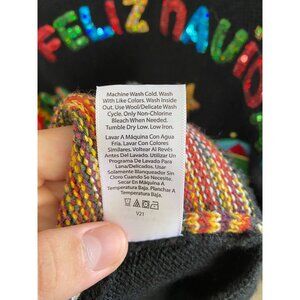 FELIZ NAVID
Machine Wash Cold. Wash
With Like Colors. Wash Inside
Out. Use Wool/Delicate Wash
Cycle. Only Non-Chlorine
Bleach When Needed.
Tumble Dry Low. Low Iron.
Lavar A Máquina Con Agua
Fría. Lavar Con Colores
Similares. Voltear Al Revés
Antes Del Lavado. Utilizar Un
Programa De Lavado Para
Lana/Delicados. Usar
Solamente Blanqueador Sin
Cloro Cuando Se Necesite.
Secar En Máquina A
Temperatura Baja. Planchar A
Temperatura Baja.
V21